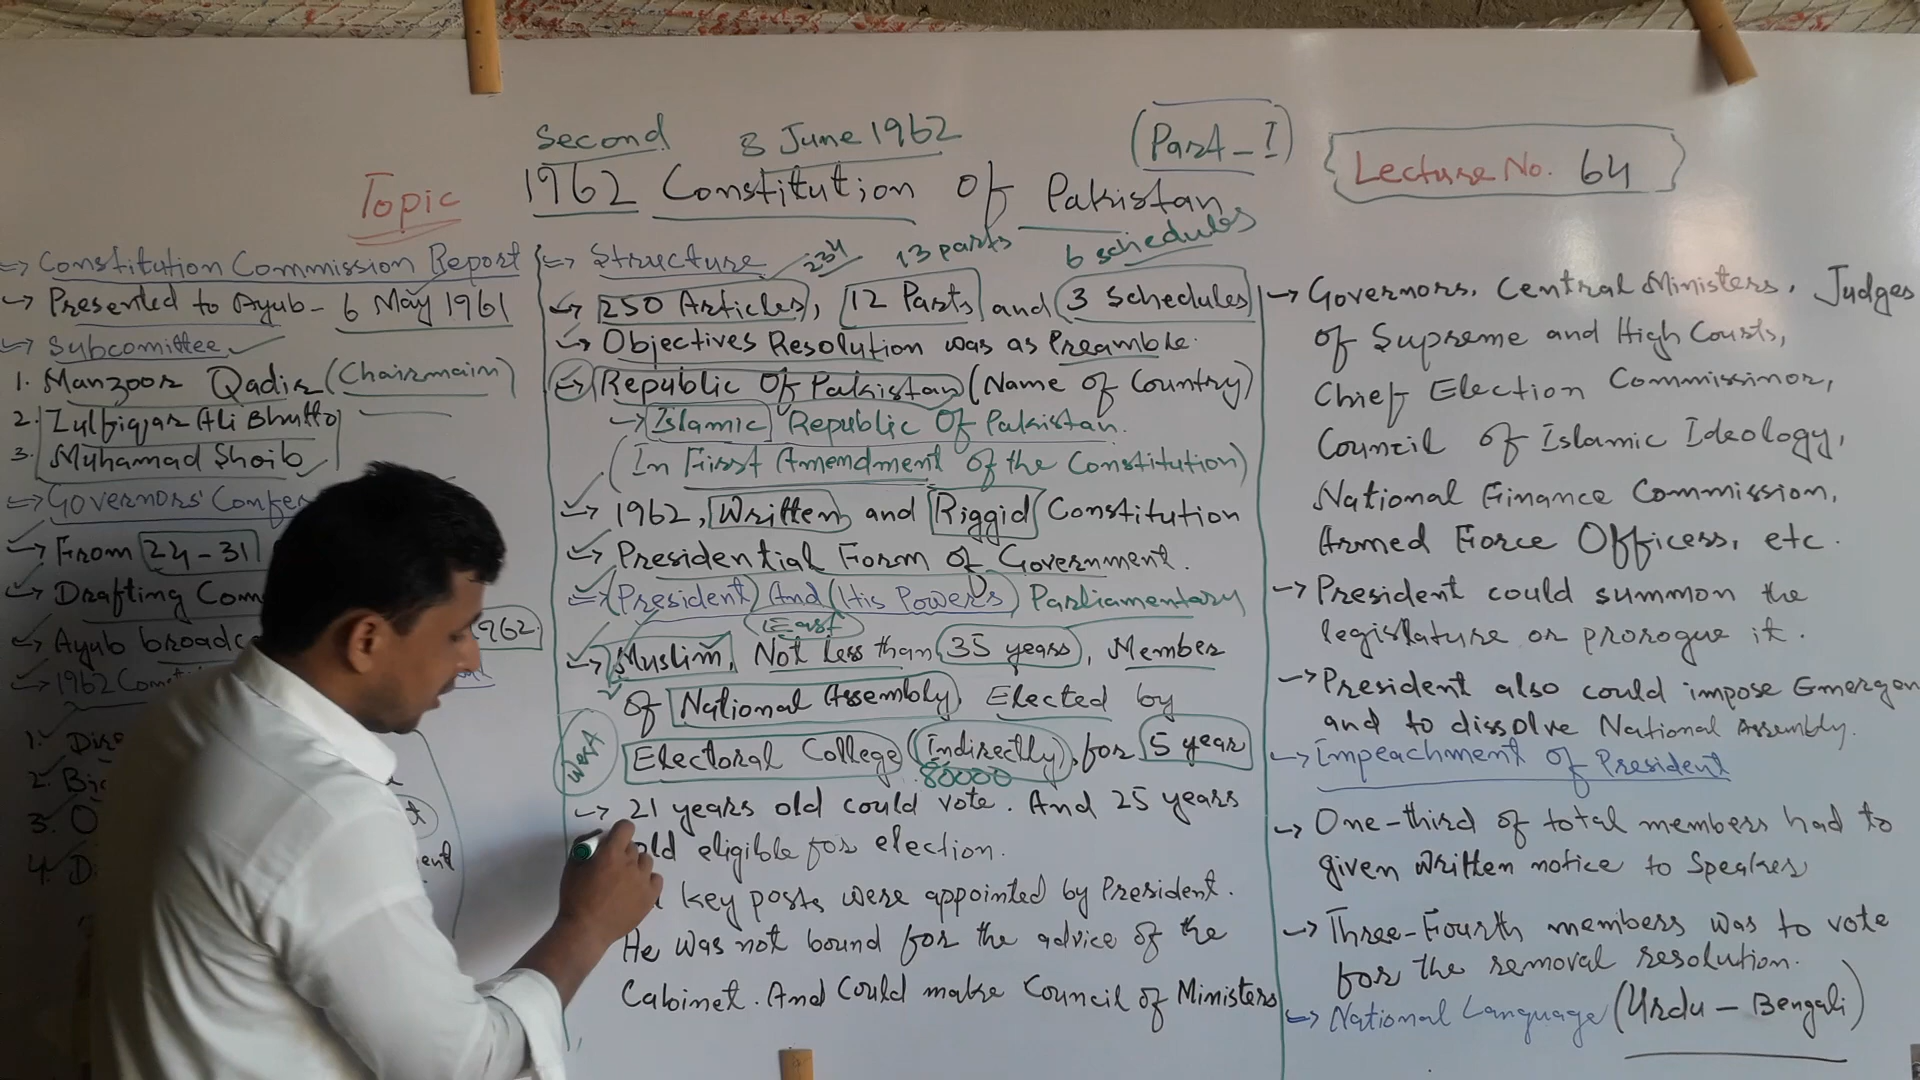 Second 8 June 1962 (Part-I)
Topic 1962 Constitution of Pakistan
Lecture No. 64
⇒ Constitution Commission Report
→ Presented to Ayub - 6 May 1961
→ Subcomittee
1. Manzoor Qadir (Chairmain)
2. Zulfiqar Ali Bhutto
3. Muhamad Shoib
⇒ Governors' Confer
→ From 24-31
→ Drafting Com
→ Ayub broadc 1962.
→ 1962 Const
1. Dire
2.
3. O
4. D
⇒ Structure 234 13 parts 6 schedules
→ 250 Articles, 12 Parts and 3 Schedules
→ Objectives Resolution was as Preamble.
⇒ Republic Of Pakistan (Name of Country)
→ Islamic Republic Of Pakistan.
(In First Amendment of the Constitution)
→ 1962, Written and Riggid Constitution
→ Presidential Form of Government.
⇒ (President) And (His Powers) Parliamentary
East
→ Muslim, Not less than 35 years, Member
of National Assembly, Elected by
West
Electoral College (Indirectly), for 5 year
80000
→ 21 years old could vote. And 25 years
old eligible for election.
key posts were appointed by President.
He was not bound for the advice of the
Cabinet. And Could make Council of Ministers
→ Governors, Central Ministers, Judges
of Supreme and High Courts,
Chief Election Commissinor,
Council of Islamic Ideology,
National Finance Commission,
Armed Force Officess, etc.
→ President could summon the
legislature or prorogue it.
→ President also could impose Emergen
and to dissolve National Assembly.
→ Impeachment of President
→ One-third of total members had to
given written notice to Speaker
→ Three-Fourth members was to vote
for the removal resolution.
→ National Language (Urdu - Bengali)